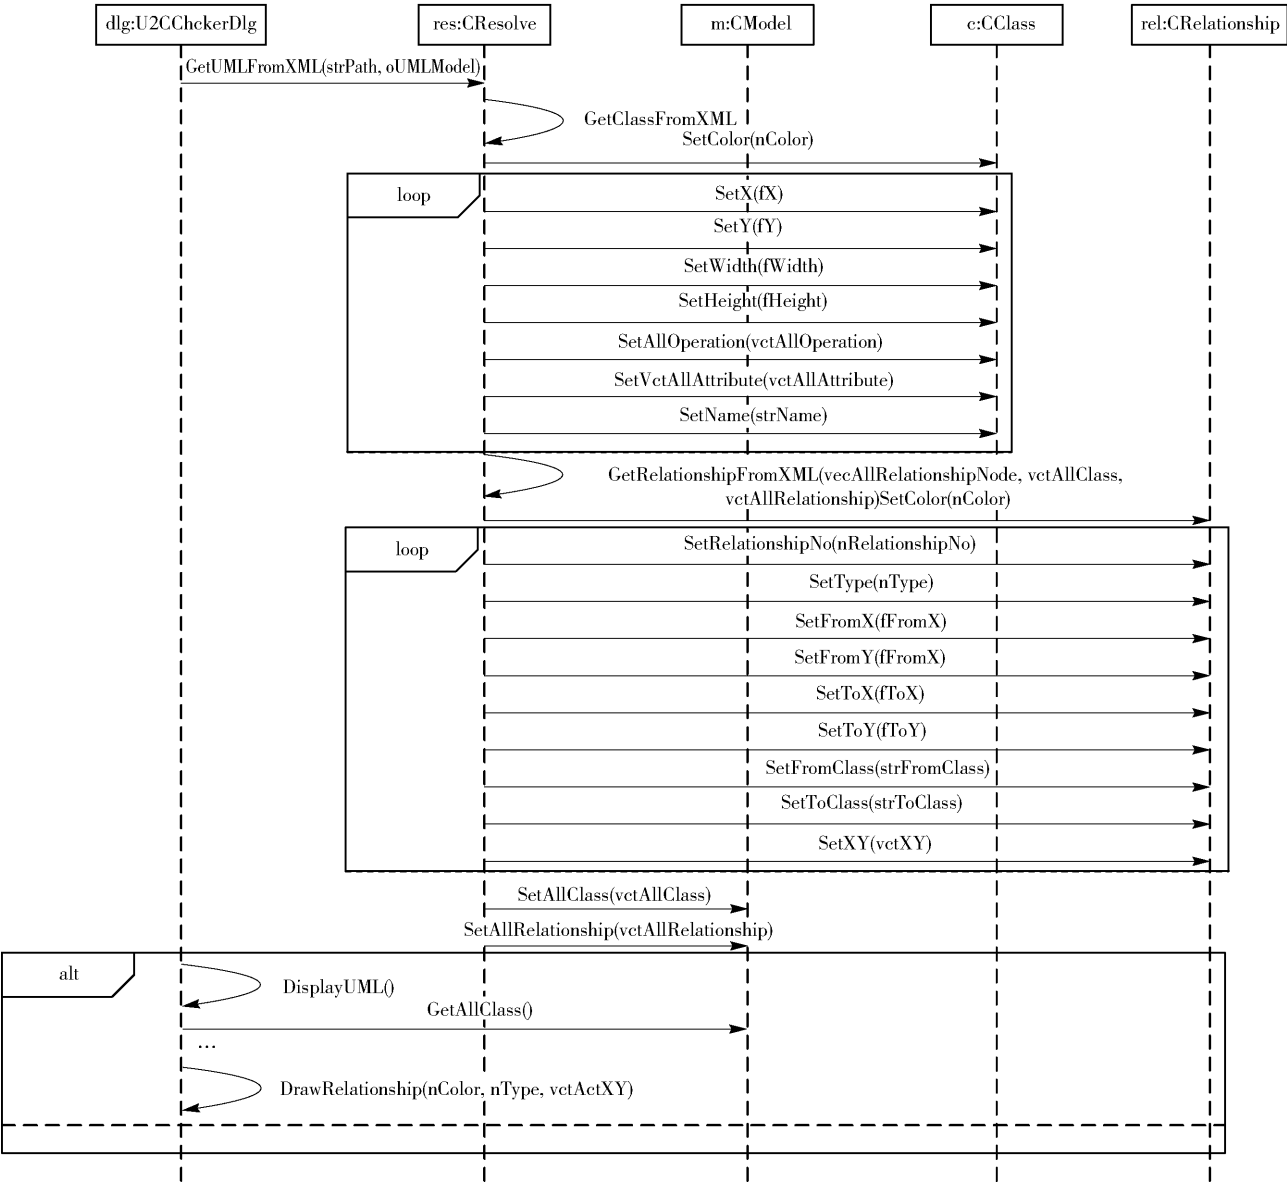 dlg:U2CChckerDlg
res:CResolve
m:CModel
c:CClass
rel:CRelationship
GetUMLFromXML(strPath, oUMLModel)
GetClassFromXML
SetColor(nColor)
loop
SetX(fX)
SetY(fY)
SetWidth(fWidth)
SetHeight(fHeight)
SetAllOperation(vctAllOperation)
SetVctAllAttribute(vctAllAttribute)
SetName(strName)
GetRelationshipFromXML(vecAllRelationshipNode, vctAllClass,
vctAllRelationship)SetColor(nColor)
loop
SetRelationshipNo(nRelationshipNo)
SetType(nType)
SetFromX(fFromX)
SetFromY(fFromX)
SetToX(fToX)
SetToY(fToY)
SetFromClass(strFromClass)
SetToClass(strToClass)
SetXY(vctXY)
SetAllClass(vctAllClass)
SetAllRelationship(vctAllRelationship)
alt
DisplayUML()
GetAllClass()
...
DrawRelationship(nColor, nType, vctActXY)